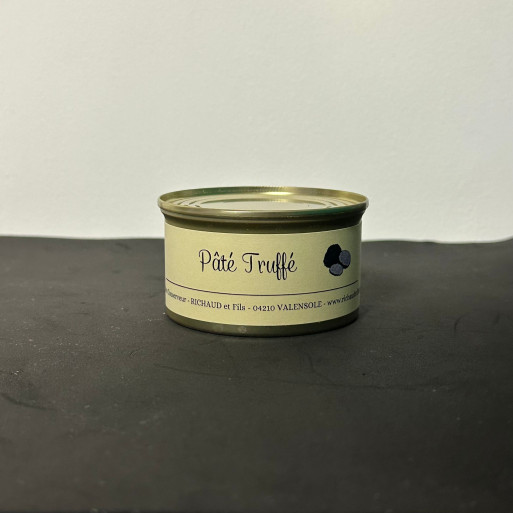 Pâté Truffé
- RICHAUD et Fils - 04210 VALENSOLE -